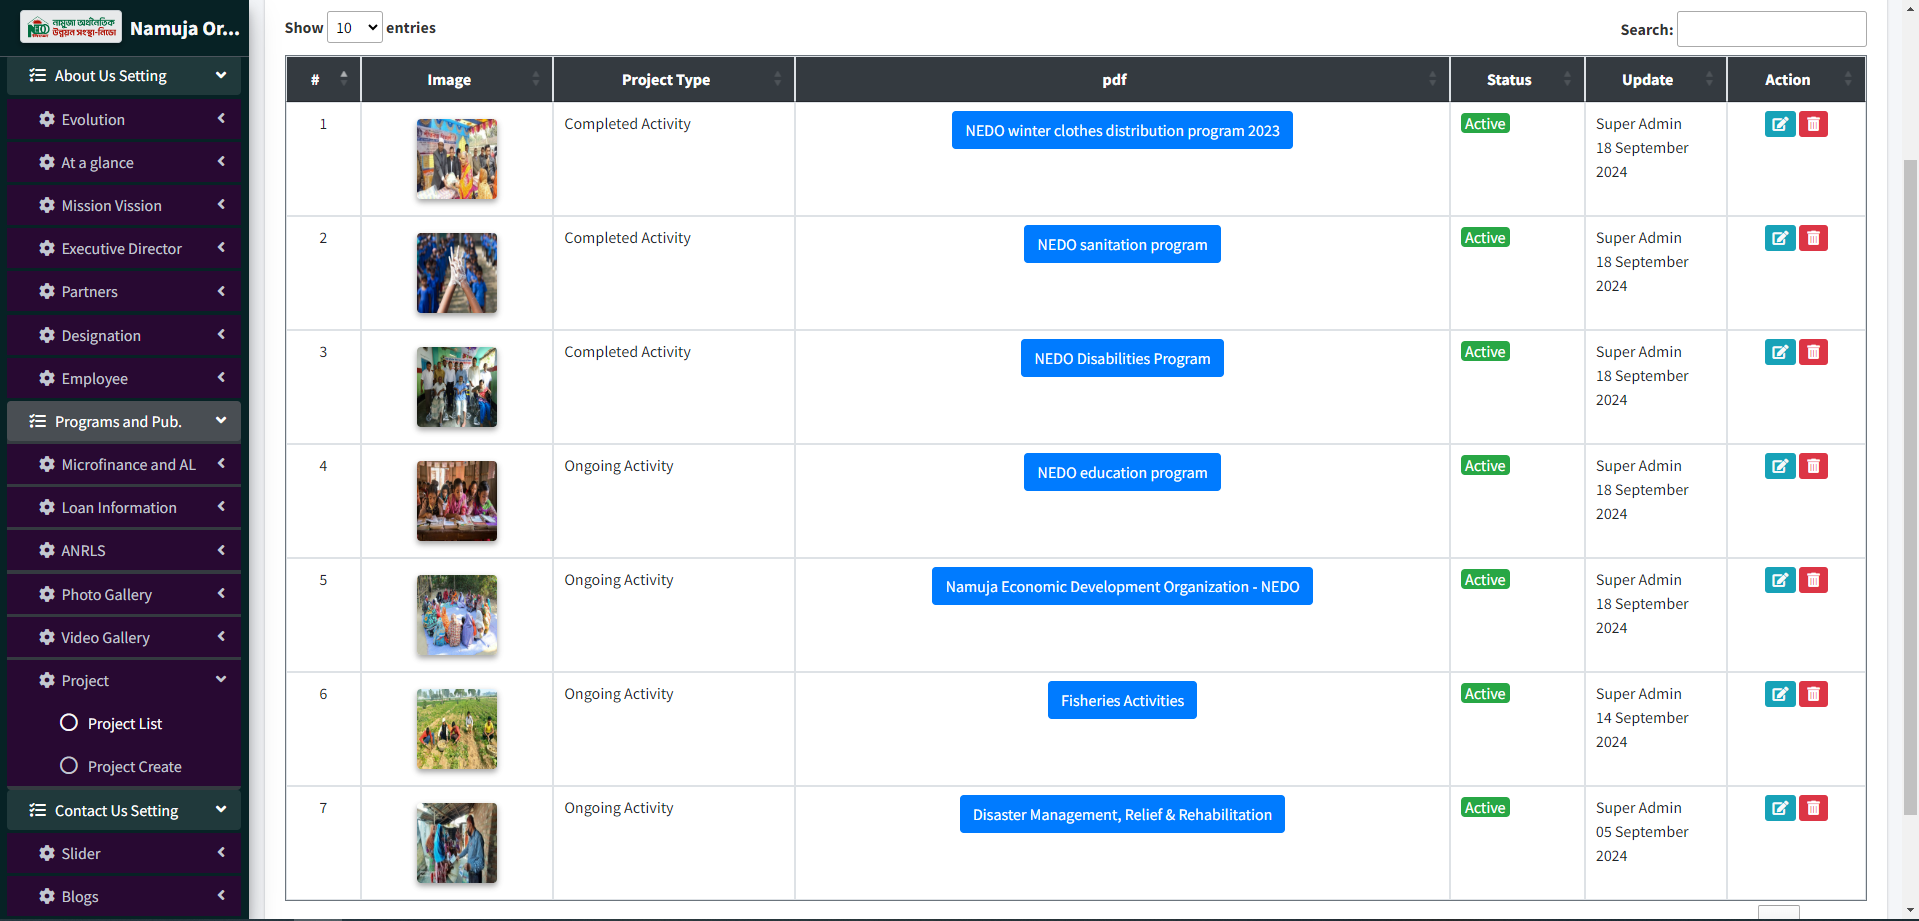 নামুজা অর্থনৈতিক
উন্নয়ন সংস্থা-নিডো
NEDO
Namuja Or...
About Us Setting
Evolution
At a glance
Mission Vission
Executive Director
Partners
Designation
Employee
Programs and Pub.
Microfinance and AL
Loan Information
ANRLS
Photo Gallery
Video Gallery
Project
Project List
Project Create
Contact Us Setting
Slider
Blogs
Show 10 entries
Search:
# Image Project Type pdf Status Update Action
1 Completed Activity NEDO winter clothes distribution program 2023 Active Super Admin
18 September
2024
2 Completed Activity NEDO sanitation program Active Super Admin
18 September
2024
3 Completed Activity NEDO Disabilities Program Active Super Admin
18 September
2024
4 Ongoing Activity NEDO education program Active Super Admin
18 September
2024
5 Ongoing Activity Namuja Economic Development Organization - NEDO Active Super Admin
18 September
2024
6 Ongoing Activity Fisheries Activities Active Super Admin
14 September
2024
7 Ongoing Activity Disaster Management, Relief & Rehabilitation Active Super Admin
05 September
2024